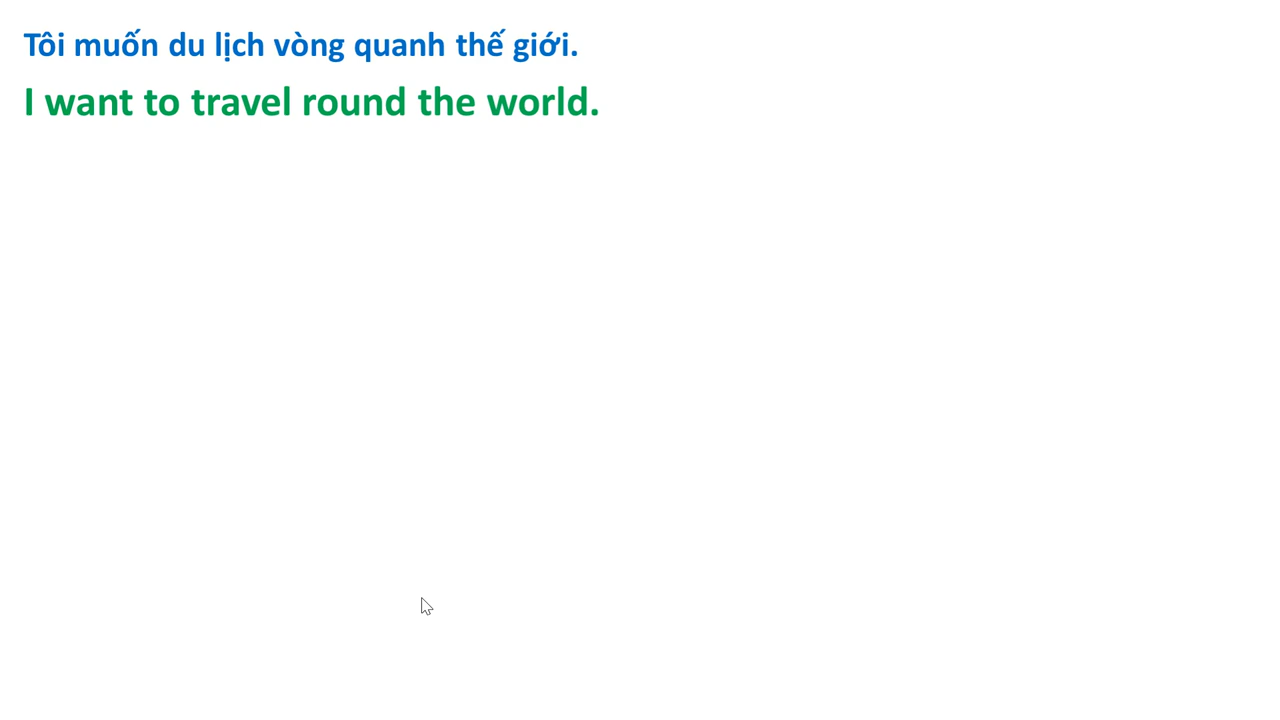 Tôi muốn du lịch vòng quanh thế giới.
I want to travel round the world.